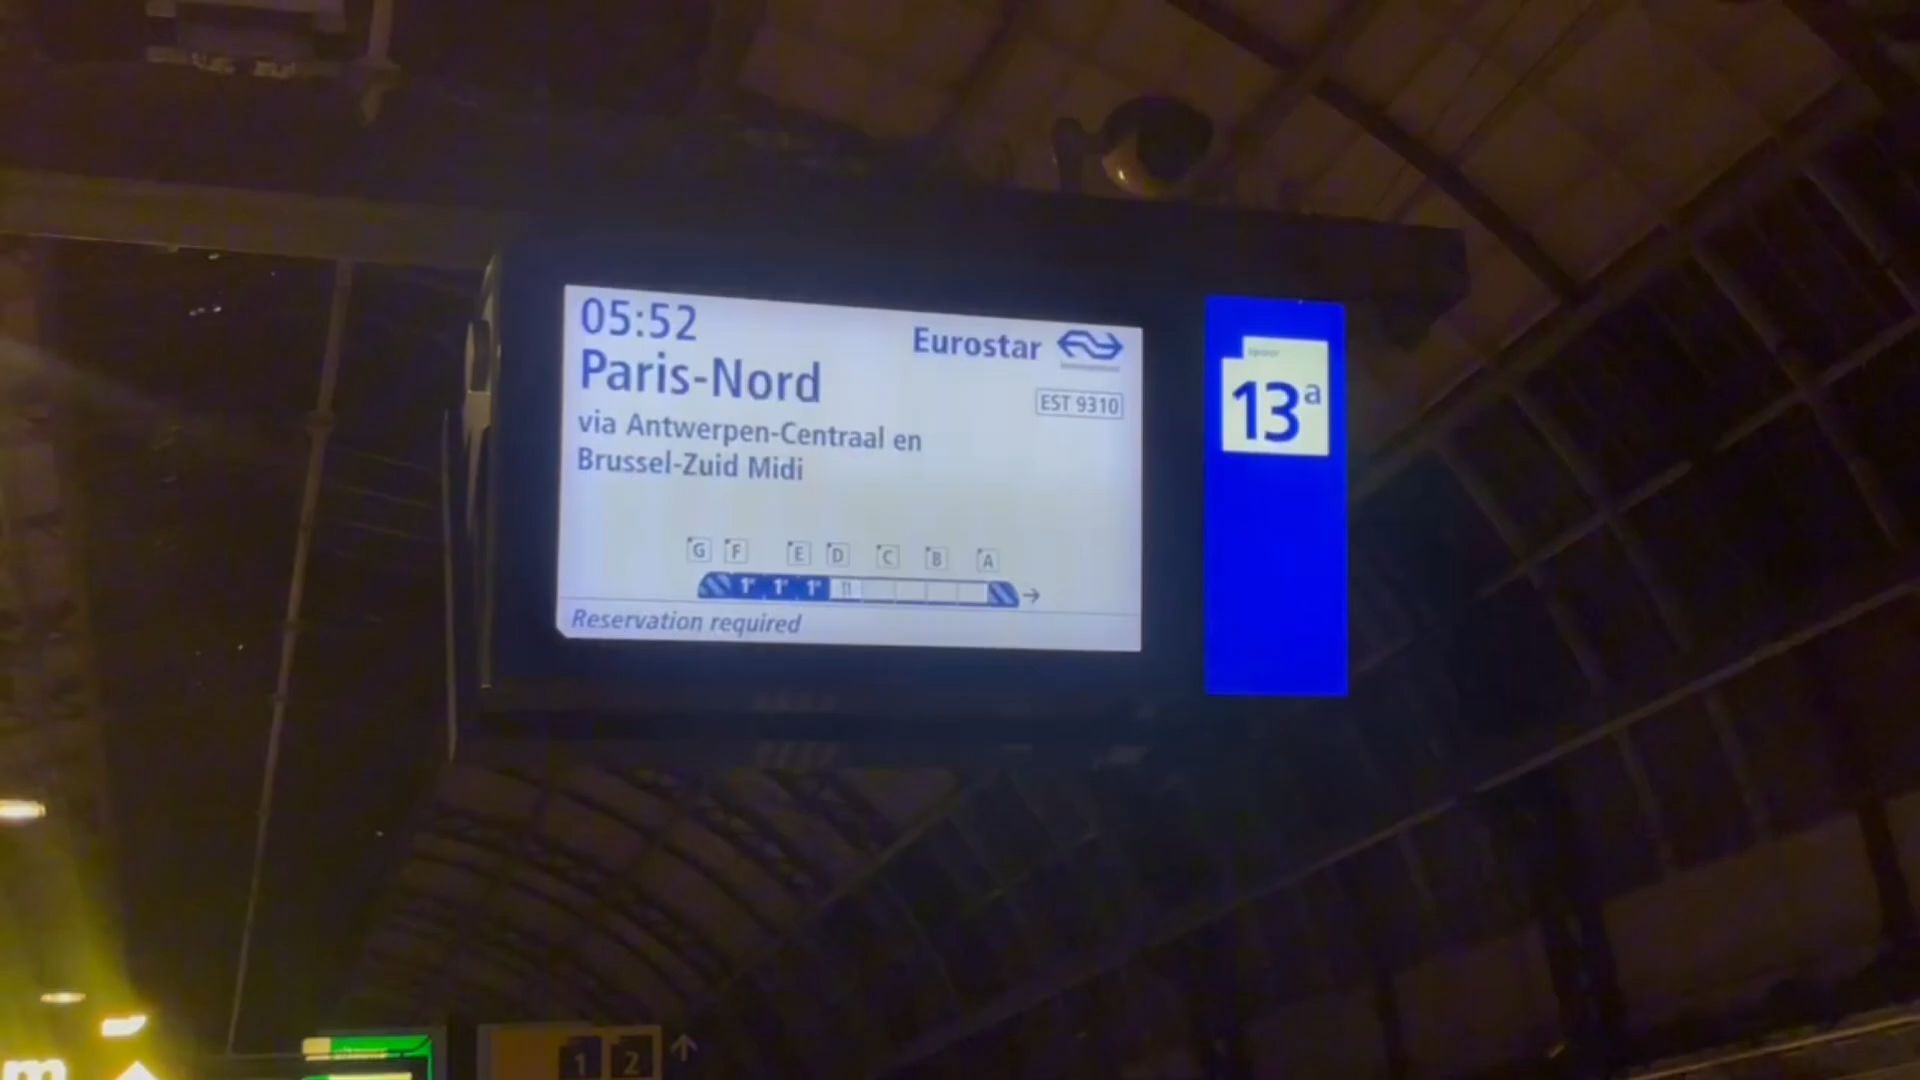 05:52
Eurostar
Paris-Nord
EST 9310
via Antwerpen-Centraal en
Brussel-Zuid Midi
G F E D C B A
1e 1e 1e
Reservation required
spoor
13a
1 2
m